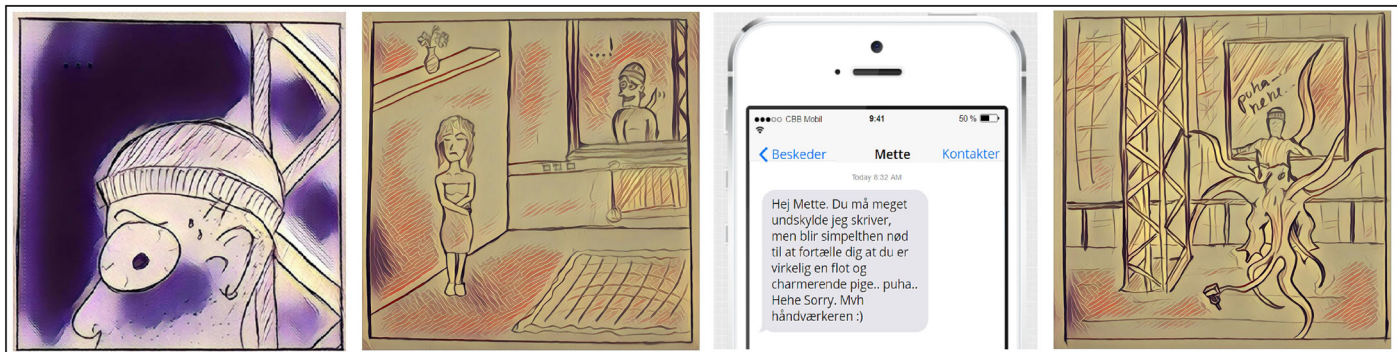 ...
....!
●●●○○ CBB Mobil 9:41 50 %
Beskeder Mette Kontakter
Today 8:32 AM
Hej Mette. Du må meget
undskylde jeg skriver,
men blir simpelthen nød
til at fortælle dig at du er
virkelig en flot og
charmerende pige.. puha..
Hehe Sorry. Mvh
håndværkeren :)
puha...
hehe...